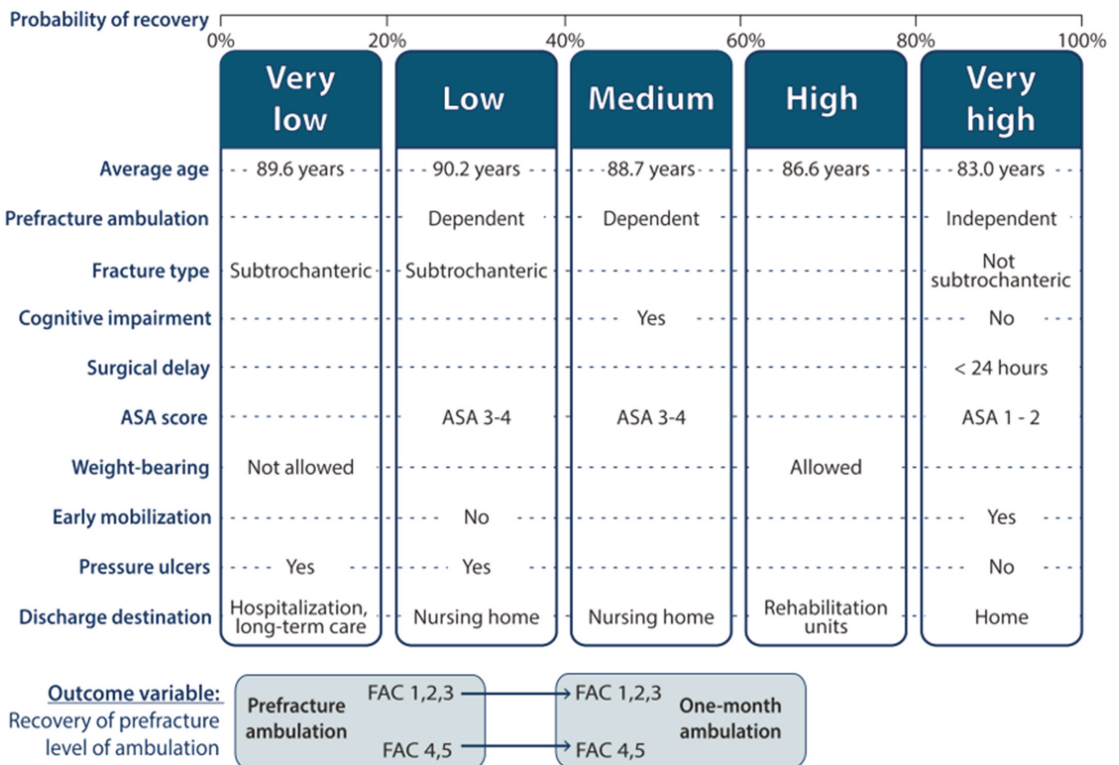 Probability of recovery
0% 20% 40% 60% 80% 100%
Very low Low Medium High Very high
Average age 89.6 years 90.2 years 88.7 years 86.6 years 83.0 years
Prefracture ambulation Dependent Dependent Independent
Fracture type Subtrochanteric Subtrochanteric Not subtrochanteric
Cognitive impairment Yes No
Surgical delay < 24 hours
ASA score ASA 3-4 ASA 3-4 ASA 1 - 2
Weight-bearing Not allowed Allowed
Early mobilization No Yes
Pressure ulcers Yes Yes No
Discharge destination Hospitalization, long-term care Nursing home Nursing home Rehabilitation units Home
Outcome variable:
Recovery of prefracture
level of ambulation
Prefracture
ambulation
FAC 1,2,3
FAC 4,5
FAC 1,2,3
FAC 4,5
One-month
ambulation